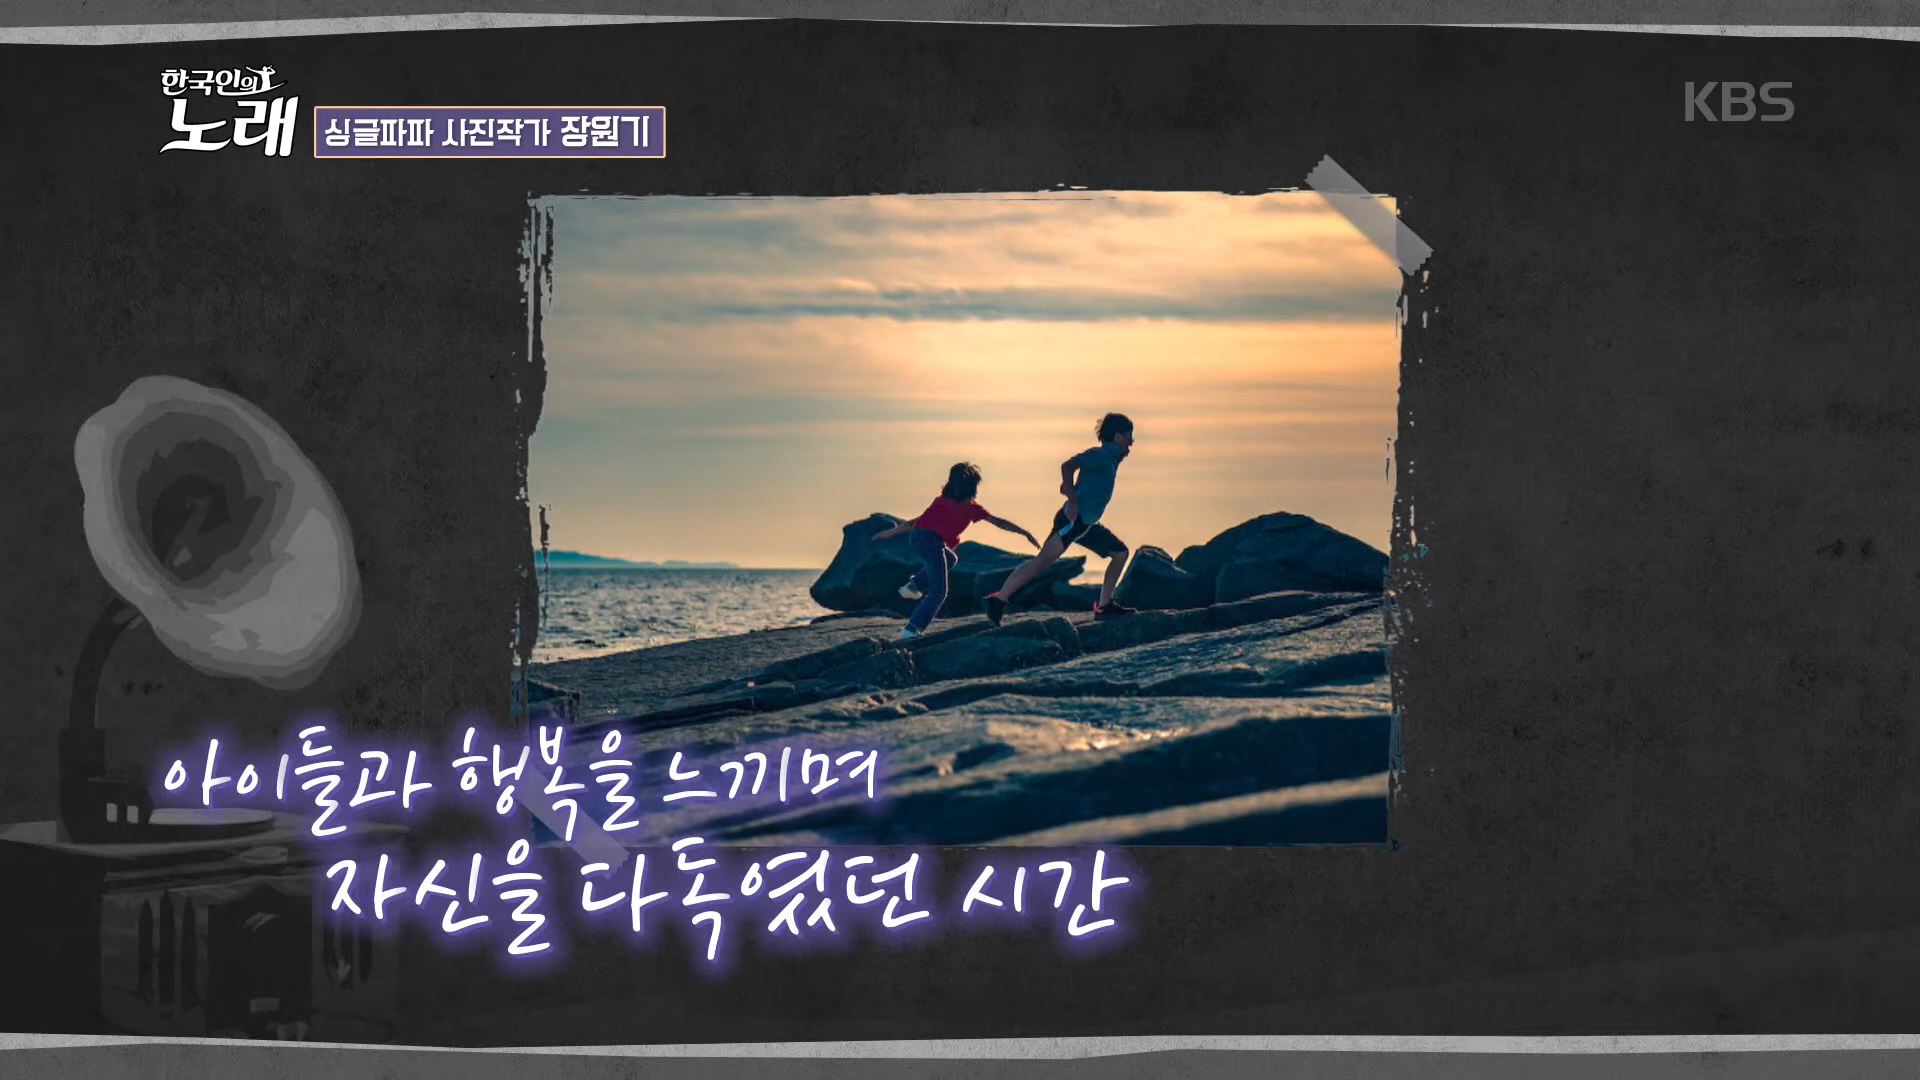 한국인의
노래
싱글파파 사진작가 장원기
KBS
아이들과 행복을 느끼며
자신을 다독였던 시간